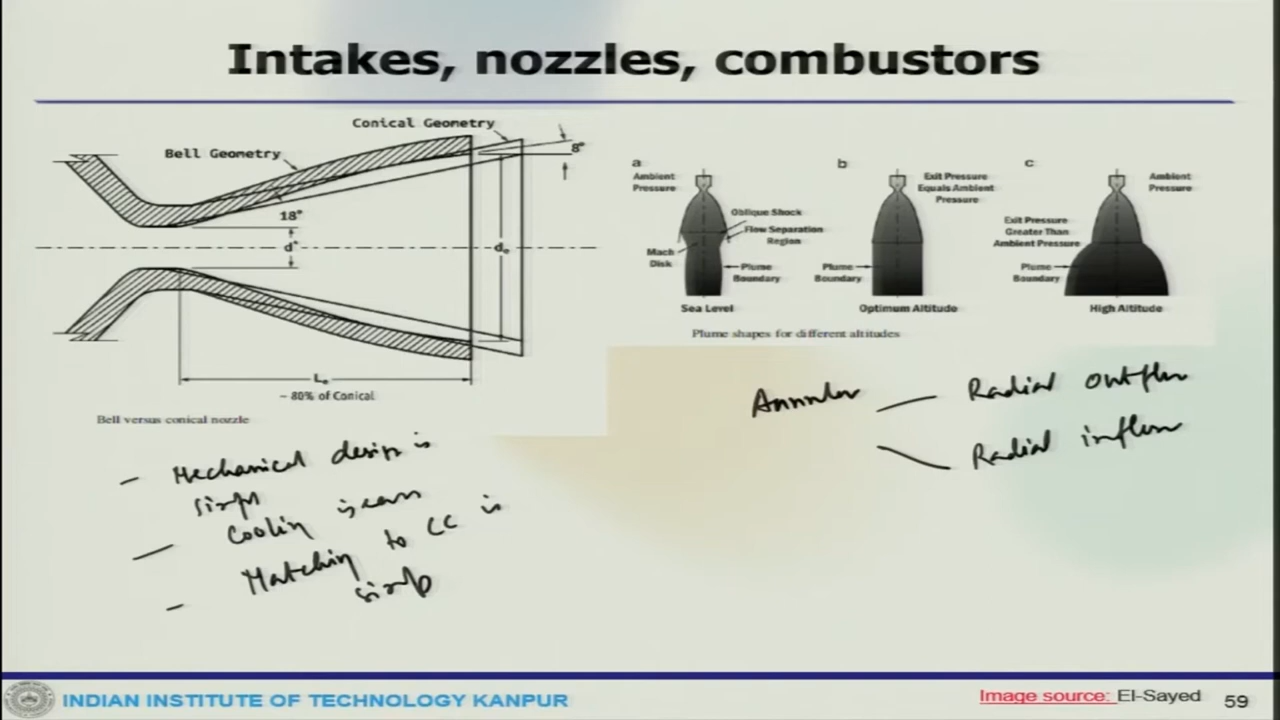 Intakes, nozzles, combustors
Conical Geometry
Bell Geometry
8°
18°
d*
dₑ
Lₑ
~ 80% of Conical
Bell versus conical nozzle
a
Ambient
Pressure
Oblique Shock
Flow Separation
Region
Mach
Disk
Plume
Boundary
Sea Level
b
Exit Pressure
Equals Ambient
Pressure
Plume
Boundary
Optimum Altitude
c
Ambient
Pressure
Exit Pressure
Greater Than
Ambient Pressure
Plume
Boundary
High Altitude
Plume shapes for different altitudes
- Mechanical design is
- Cooling is
- Matching to CC is
Annular
Radial outflow
Radial inflow
INDIAN INSTITUTE OF TECHNOLOGY KANPUR
Image source: El-Sayed
59